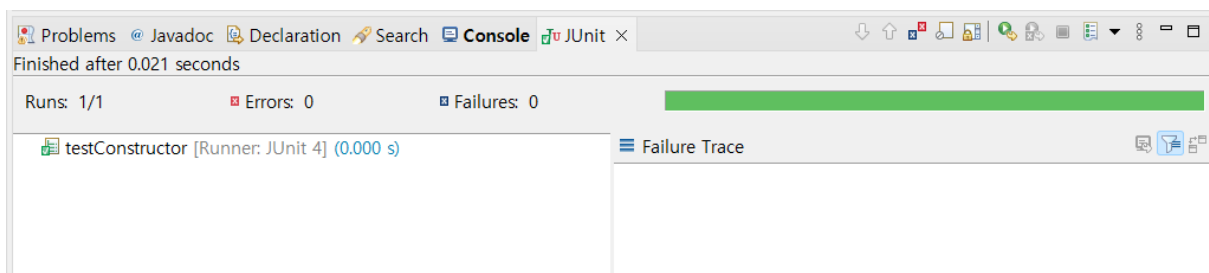 Problems @ Javadoc Declaration Search Console JUnit ×
Finished after 0.021 seconds
Runs: 1/1 Errors: 0 Failures: 0
testConstructor [Runner: JUnit 4] (0.000 s)
Failure Trace